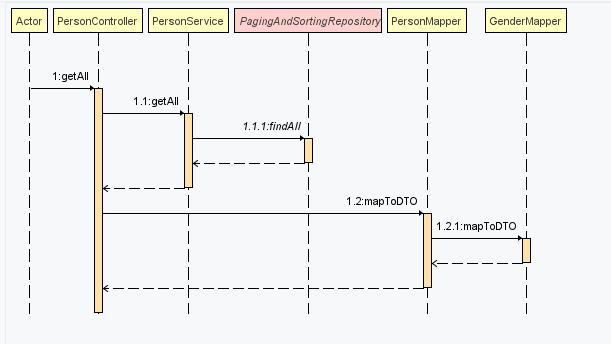 Actor PersonController PersonService PagingAndSortingRepository PersonMapper GenderMapper
1:getAll
1.1:getAll
1.1.1:findAll
1.2:mapToDTO
1.2.1:mapToDTO